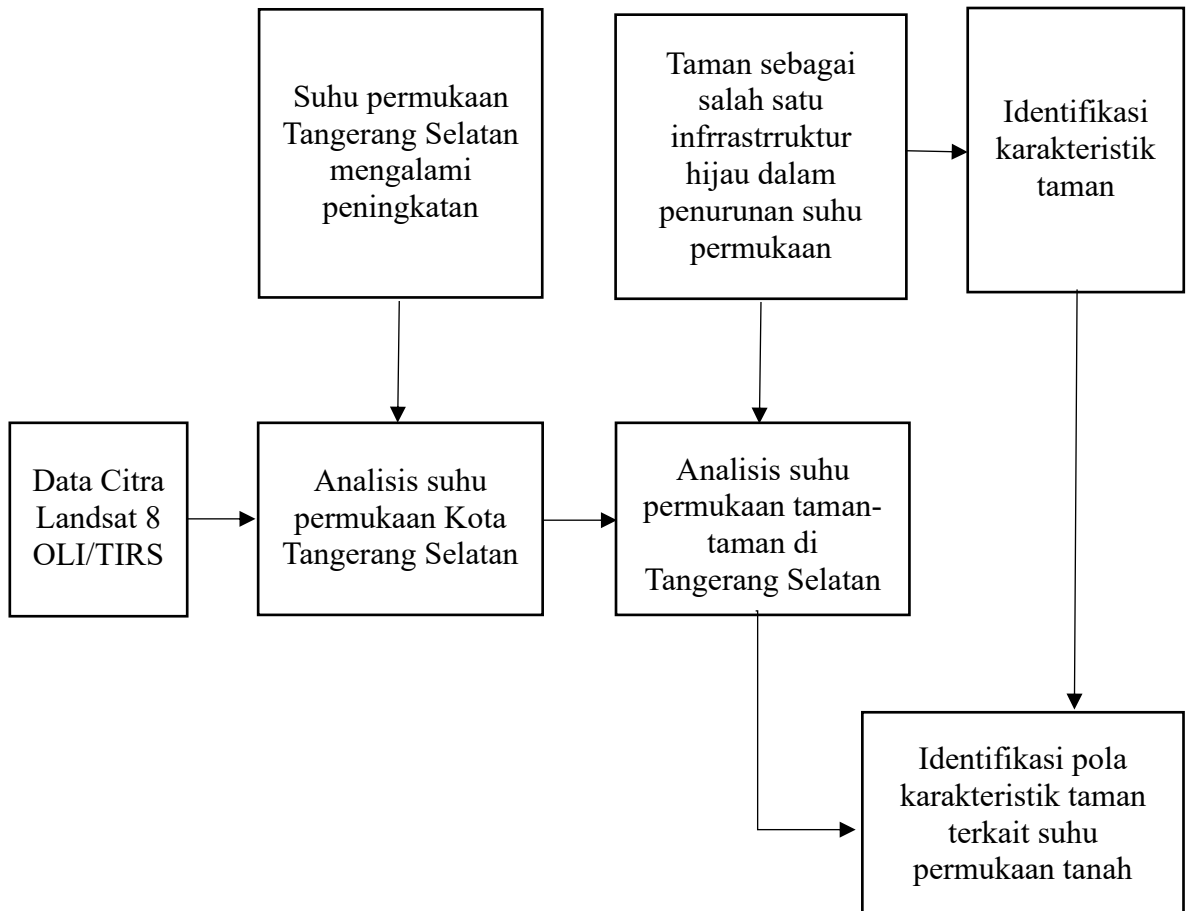 Suhu permukaan
Tangerang Selatan
mengalami
peningkatan
Taman sebagai
salah satu
infrrastrruktur
hijau dalam
penurunan suhu
permukaan
Identifikasi
karakteristik
taman
Data Citra
Landsat 8
OLI/TIRS
Analisis suhu
permukaan Kota
Tangerang Selatan
Analisis suhu
permukaan taman-
taman di
Tangerang Selatan
Identifikasi pola
karakteristik taman
terkait suhu
permukaan tanah